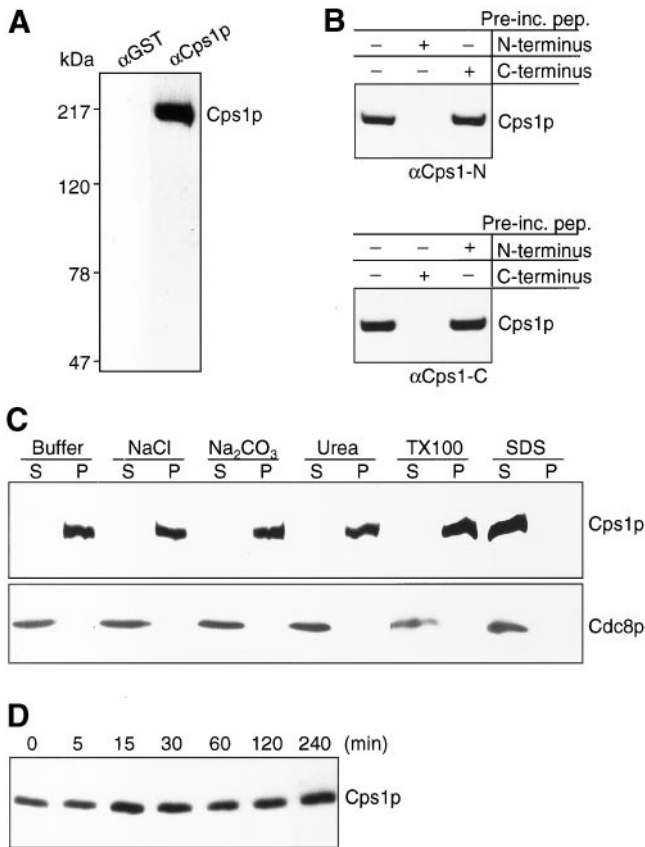 A
kDa αGST αCps1p
217 Cps1p
120
78
47
B
Pre-inc. pep.
– + – N-terminus
– – + C-terminus
Cps1p
αCps1-N
Pre-inc. pep.
– – + N-terminus
– + – C-terminus
Cps1p
αCps1-C
C
Buffer NaCl Na₂CO₃ Urea TX100 SDS
S P S P S P S P S P S P
Cps1p
Cdc8p
D
0 5 15 30 60 120 240 (min)
Cps1p